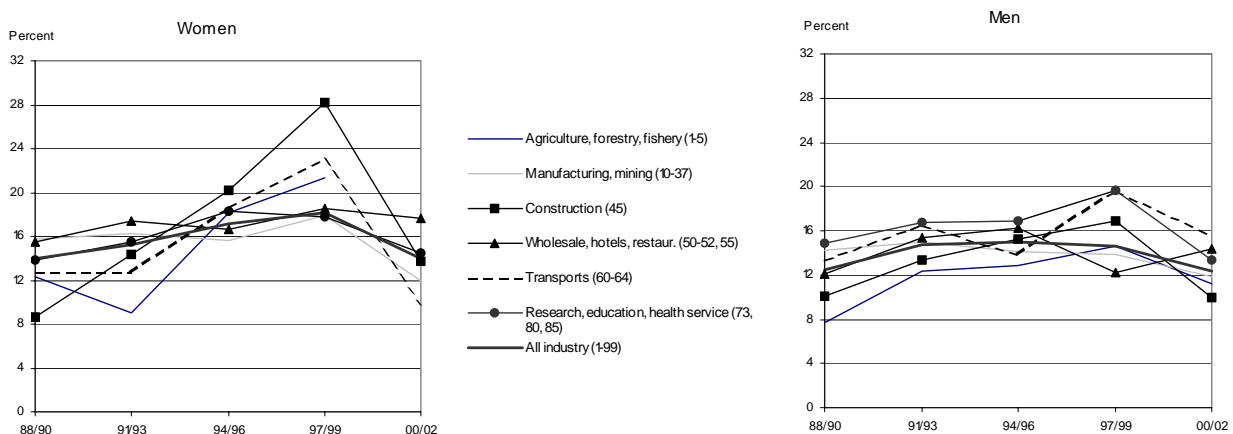 Women
Percent
32
28
24
20
16
12
8
4
0
88/90 91/93 94/96 97/99 00/02
Agriculture, forestry, fishery (1-5)
Manufacturing, mining (10-37)
Construction (45)
Wholesale, hotels, restaur. (50-52, 55)
Transports (60-64)
Research, education, health service (73,
80, 85)
All industry (1-99)
Men
Percent
32
28
24
20
16
12
8
4
0
88/90 91/93 94/96 97/99 00/02